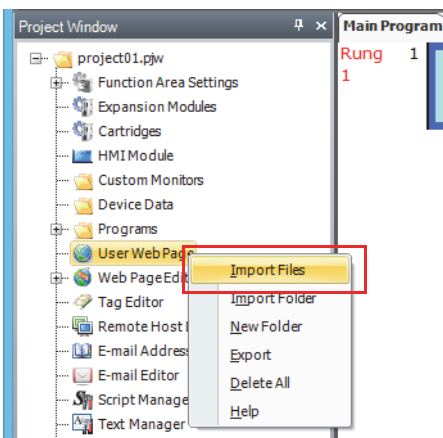 Project Window
Main Program
project01.pjw
Rung 1
Function Area Settings
1
Expansion Modules
Cartridges
HMI Module
Custom Monitors
Device Data
Programs
User Web Page
Import Files
Web Page Edit
Import Folder
Tag Editor
Remote Host
New Folder
E-mail Address
Export
E-mail Editor
Delete All
Script Manage
Help
Text Manager